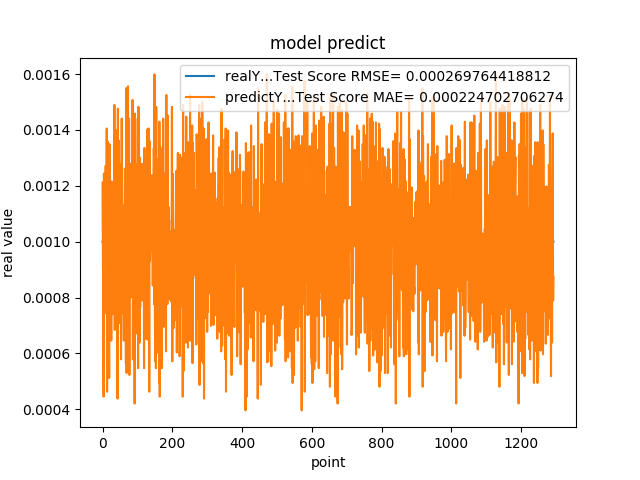 model predict
realY...Test Score RMSE= 0.000269764418812
predictY...Test Score MAE= 0.000224702706274
0.0016
0.0014
0.0012
0.0010
0.0008
0.0006
0.0004
real value
0 200 400 600 800 1000 1200
point